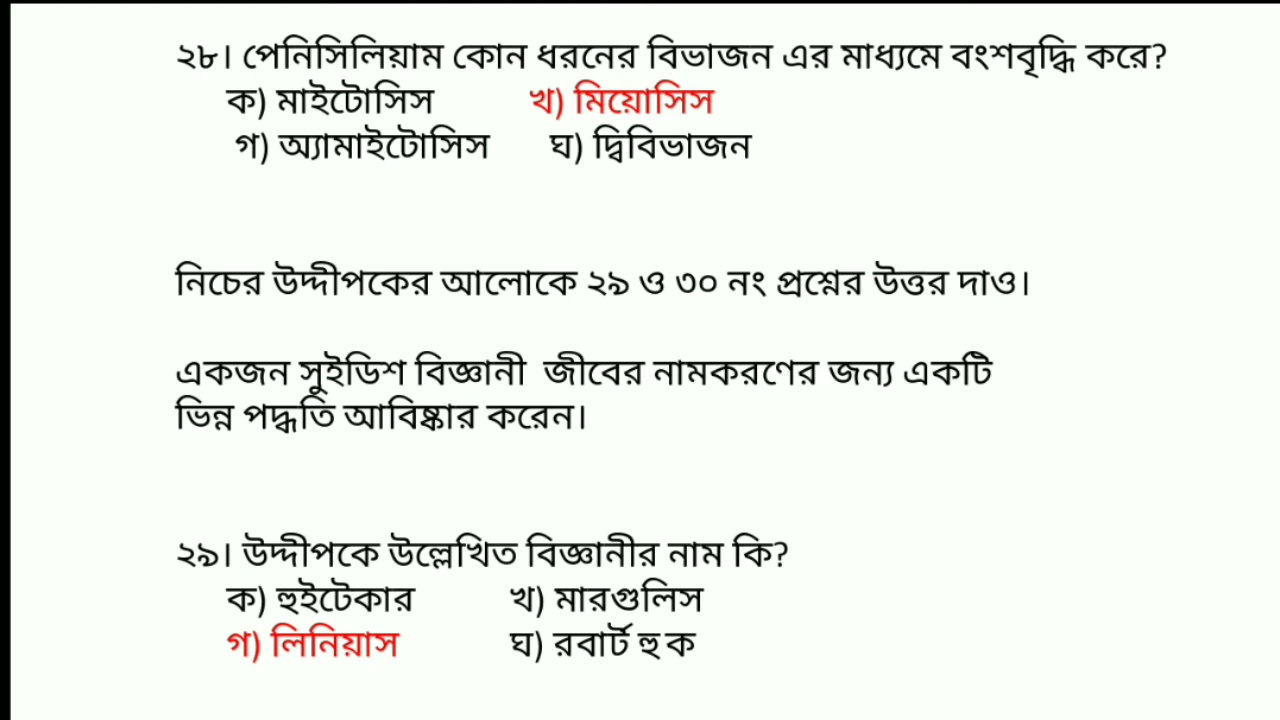 ২৮। পেনিসিলিয়াম কোন ধরনের বিভাজন এর মাধ্যমে বংশবৃদ্ধি করে?
ক) মাইটোসিস খ) মিয়োসিস
গ) অ্যামাইটোসিস ঘ) দ্বিবিভাজন
নিচের উদ্দীপকের আলোকে ২৯ ও ৩০ নং প্রশ্নের উত্তর দাও।
একজন সুইডিশ বিজ্ঞানী জীবের নামকরণের জন্য একটি
ভিন্ন পদ্ধতি আবিষ্কার করেন।
২৯। উদ্দীপকে উল্লেখিত বিজ্ঞানীর নাম কি?
ক) হুইটেকার খ) মারগুলিস
গ) লিনিয়াস ঘ) রবার্ট হুক